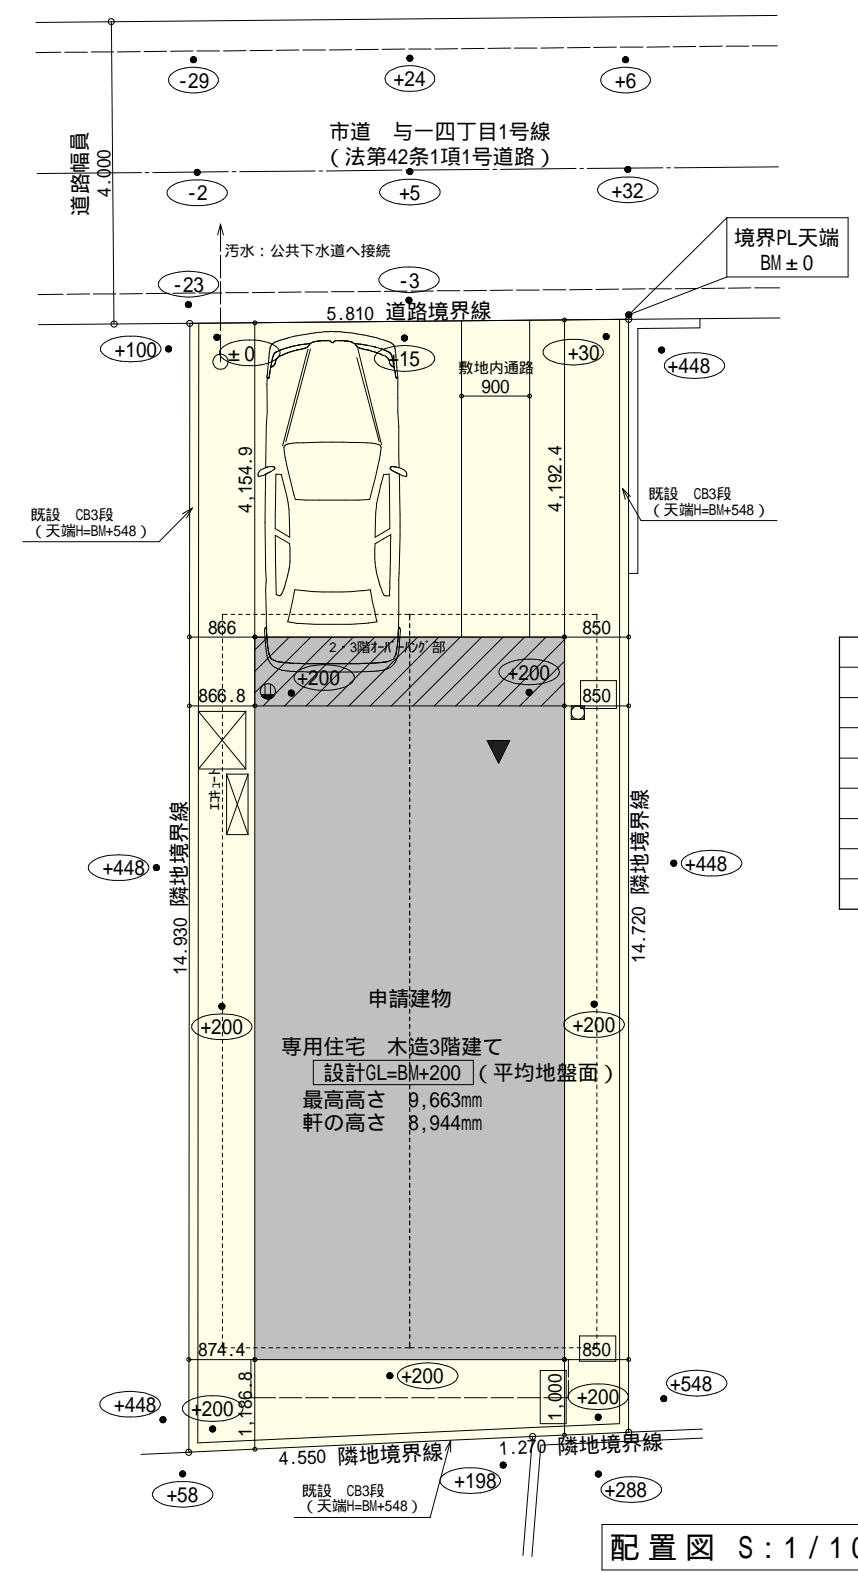 -29
+24
+6
市道　与一四丁目1号線
（法第42条1項1号道路）
道路幅員
4.000
-2
+5
+32
境界PL天端
BM±0
汚水：公共下水道へ接続
-23
-3
5.810 道路境界線
+100
±0
+15
+30
+448
敷地内通路
900
4,154.9
4,192.4
既設　CB3段
（天端H=BM+548）
既設　CB3段
（天端H=BM+548）
866
850
2・3階ｵｰﾊﾞｰﾊﾝｸﾞ部
+200
+200
866.8
850
ｴｺｷｭｰﾄ
14.930 隣地境界線
14.720 隣地境界線
+448
+448
申請建物
+200
+200
専用住宅　木造3階建て
設計GL=BM+200（平均地盤面）
最高高さ　9,663mm
軒の高さ　8,944mm
874.4
850
+200
1,186.8
1,000
+448
+200
+200
+548
4.550 隣地境界線
1.270 隣地境界線
+58
既設　CB3段
（天端H=BM+548）
+198
+288
配置図 S:1/10